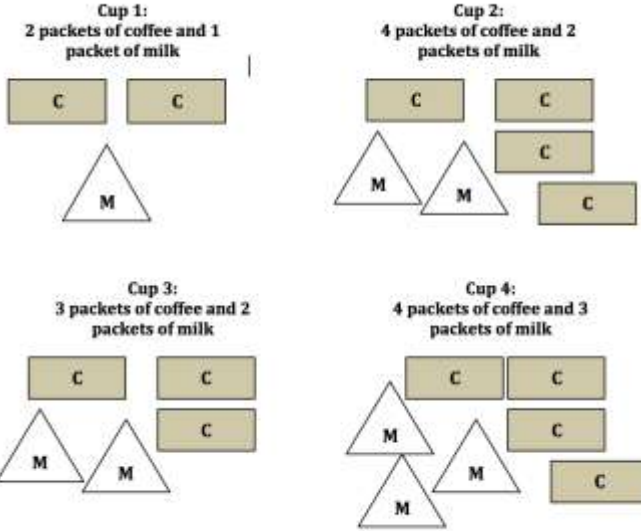 Cup 1:
2 packets of coffee and 1
packet of milk
C
C
M
Cup 2:
4 packets of coffee and 2
packets of milk
C
C
C
M
M
C
Cup 3:
3 packets of coffee and 2
packets of milk
C
C
C
M
M
Cup 4:
4 packets of coffee and 3
packets of milk
C
C
M
C
M
C
M